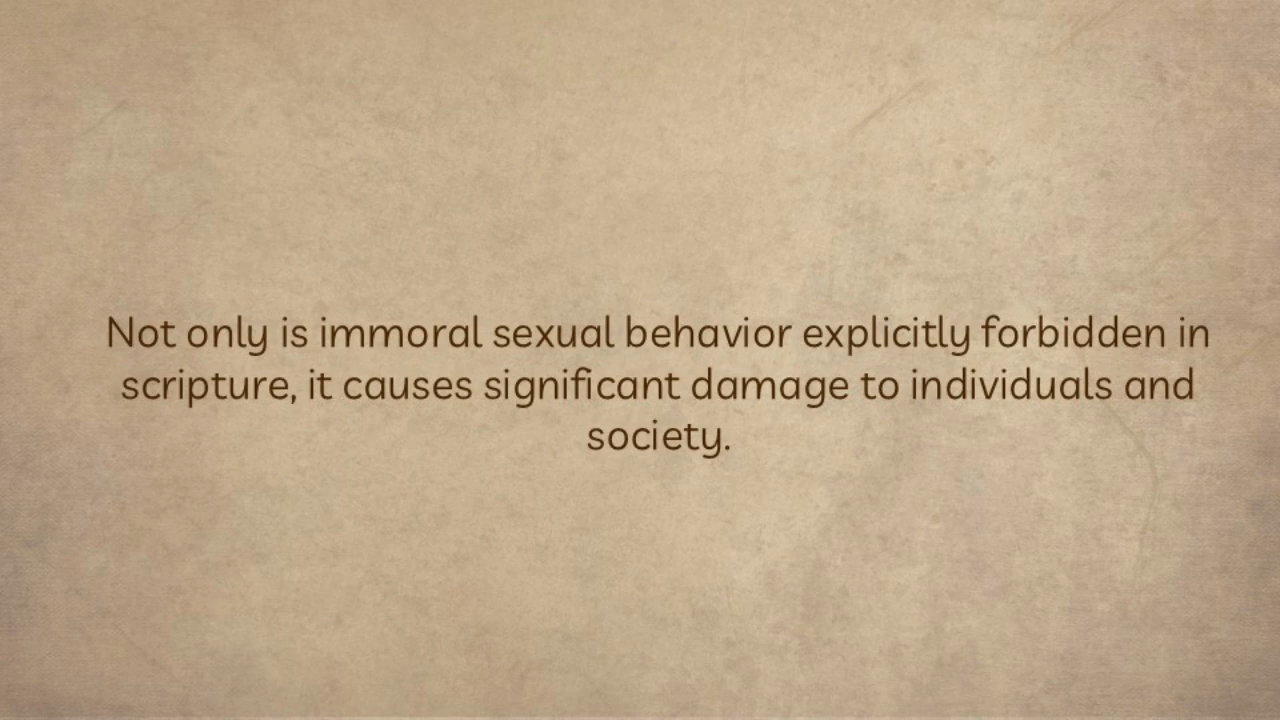 Not only is immoral sexual behavior explicitly forbidden in
scripture, it causes significant damage to individuals and
society.